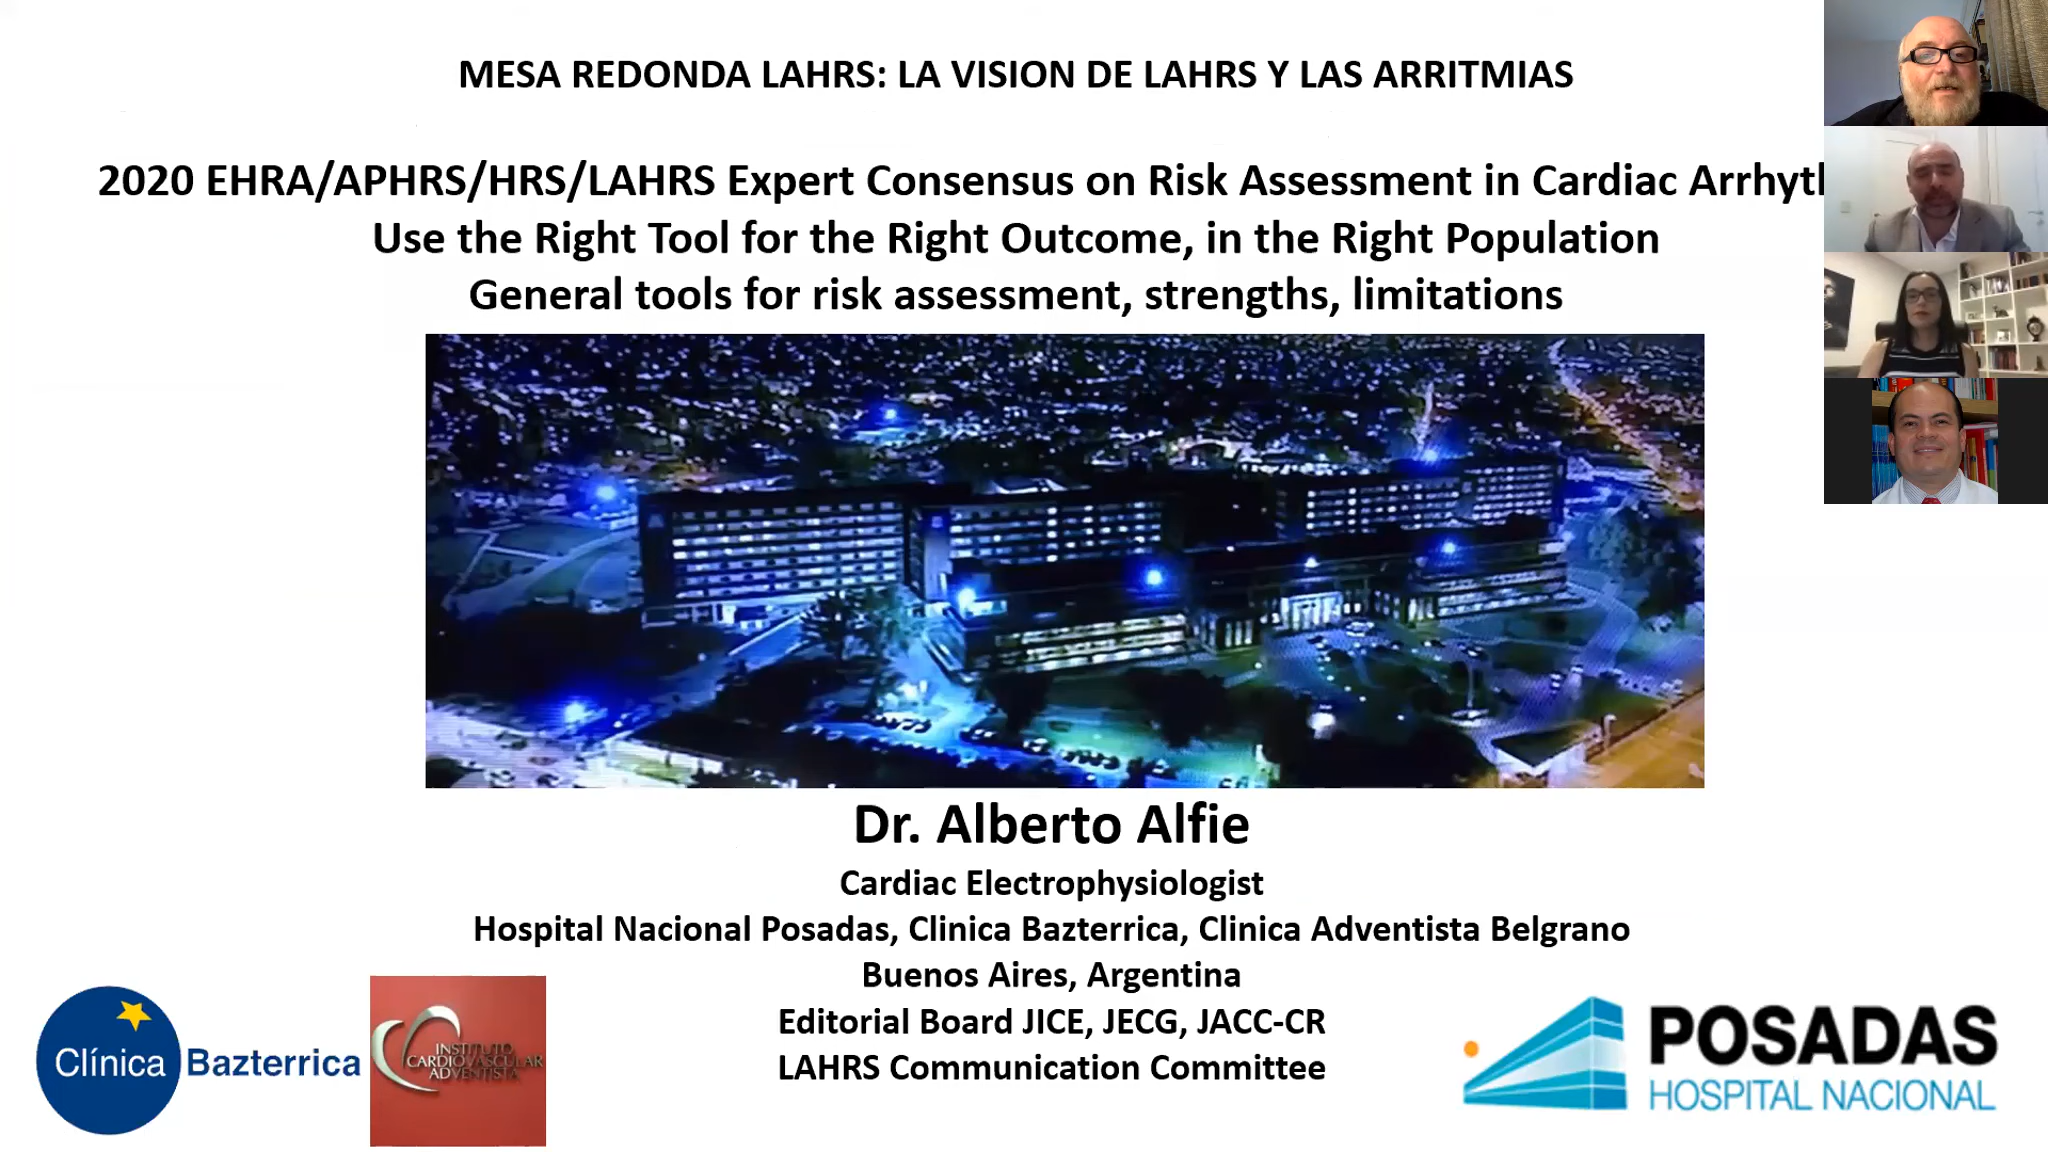 MESA REDONDA LAHRS: LA VISION DE LAHRS Y LAS ARRITMIAS
2020 EHRA/APHRS/HRS/LAHRS Expert Consensus on Risk Assessment in Cardiac Arrhyt
Use the Right Tool for the Right Outcome, in the Right Population
General tools for risk assessment, strengths, limitations
Dr. Alberto Alfie
Cardiac Electrophysiologist
Hospital Nacional Posadas, Clinica Bazterrica, Clinica Adventista Belgrano
Buenos Aires, Argentina
Editorial Board JICE, JECG, JACC-CR
LAHRS Communication Committee
Clínica Bazterrica
INSTITUTO
CARDIOVASCULAR
ADVENTISTA
POSADAS
HOSPITAL NACIONAL